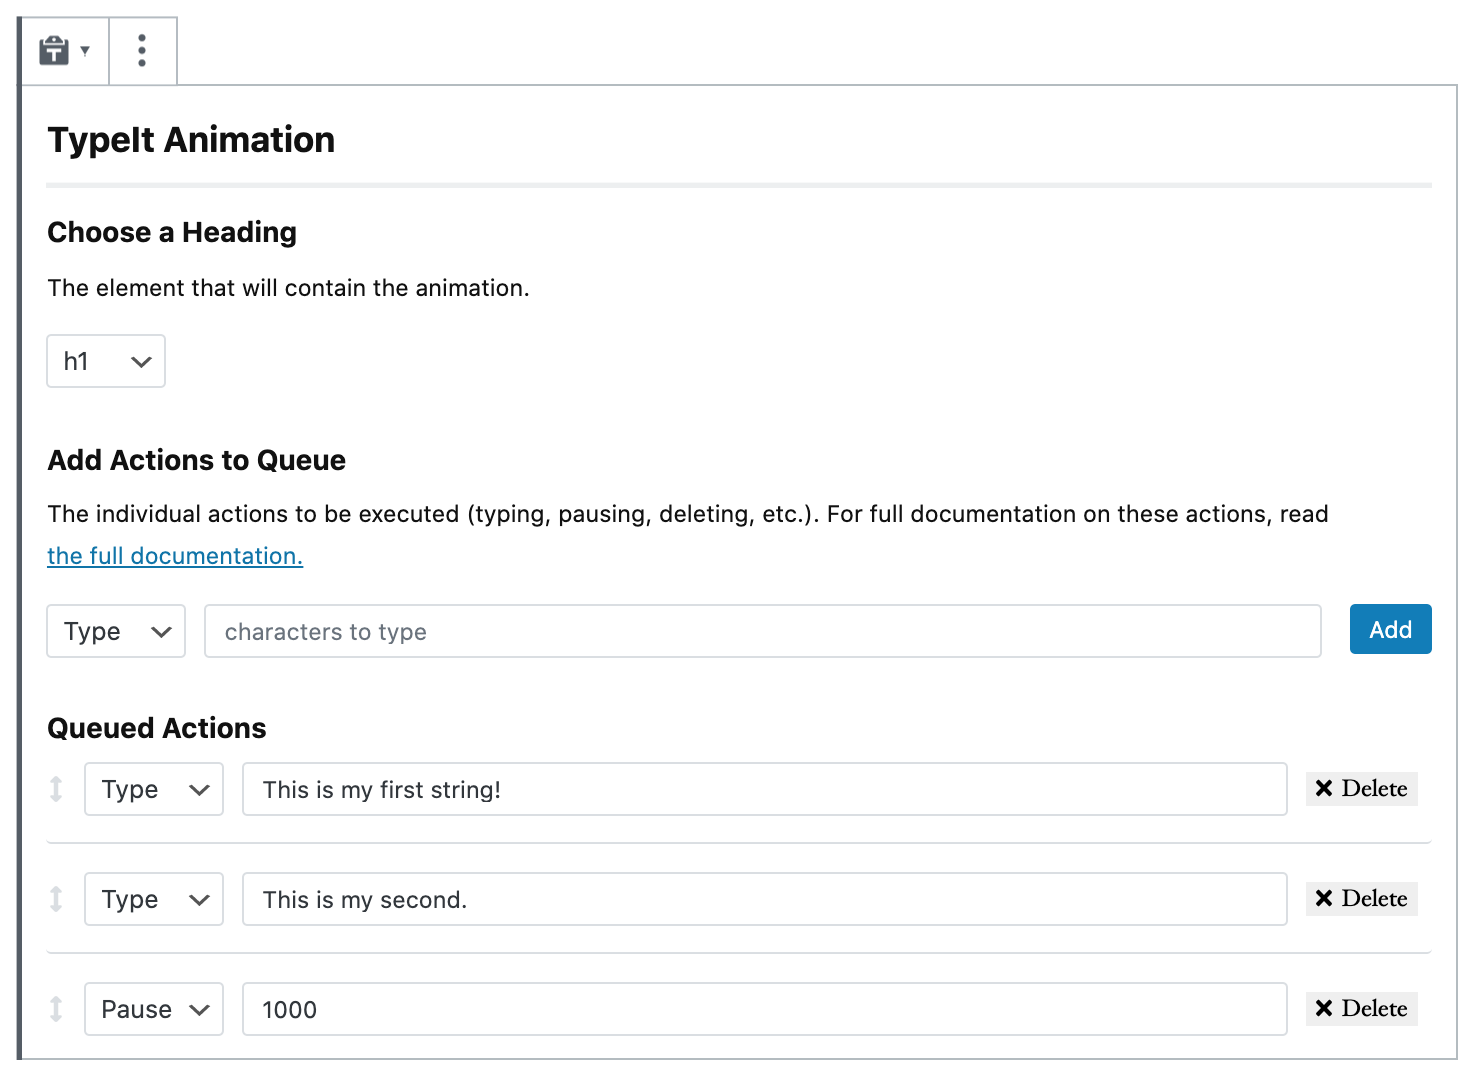 TypeIt Animation
Choose a Heading
The element that will contain the animation.
h1
Add Actions to Queue
The individual actions to be executed (typing, pausing, deleting, etc.). For full documentation on these actions, read
the full documentation.
Type characters to type Add
Queued Actions
Type This is my first string! Delete
Type This is my second. Delete
Pause 1000 Delete